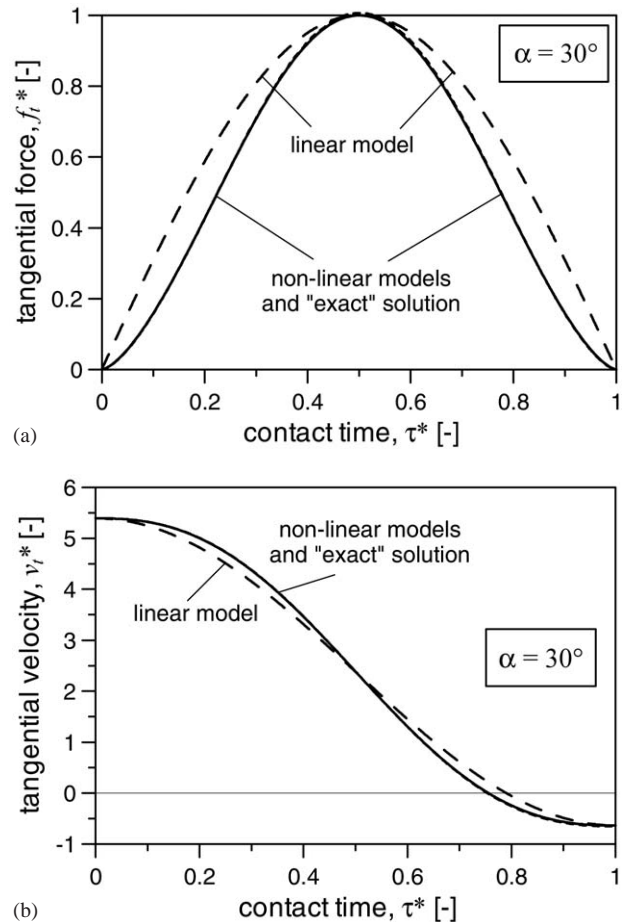 tangential force, fₜ* [-]
1
0.8
0.6
0.4
0.2
0
α = 30°
linear model
non-linear models
and "exact" solution
0 0.2 0.4 0.6 0.8 1
(a)
contact time, τ* [-]
tangential velocity, vₜ* [-]
6
5
4
3
2
1
0
-1
non-linear models
and "exact" solution
linear model
α = 30°
0 0.2 0.4 0.6 0.8 1
(b)
contact time, τ* [-]